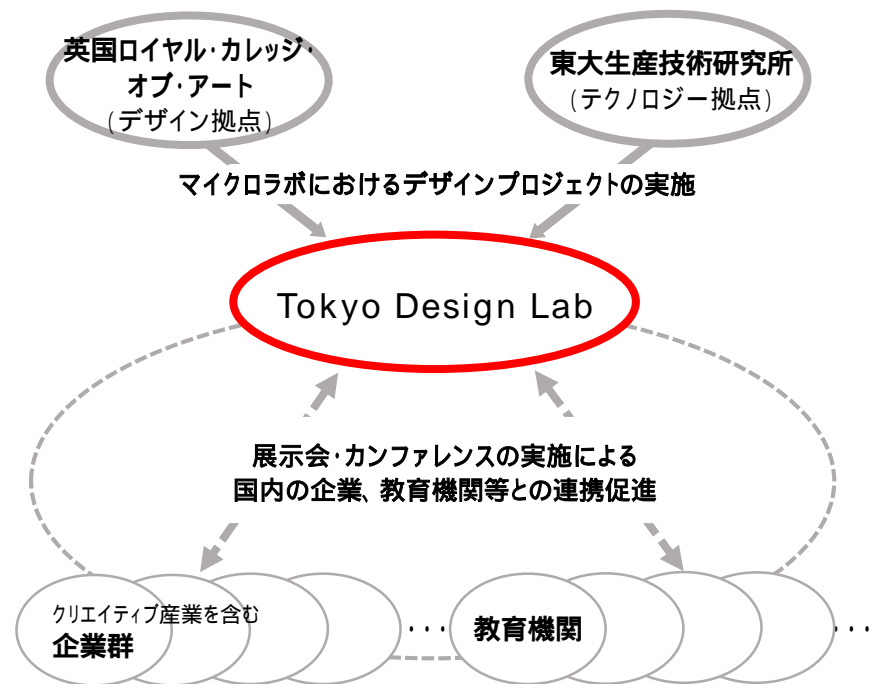 英国ロイヤル・カレッジ・
オブ・アート
(デザイン拠点)
東大生産技術研究所
(テクノロジー拠点)
マイクロラボにおけるデザインプロジェクトの実施
Tokyo Design Lab
展示会・カンファレンスの実施による
国内の企業、教育機関等との連携促進
クリエイティブ産業を含む
企業群
・・・
教育機関
・・・